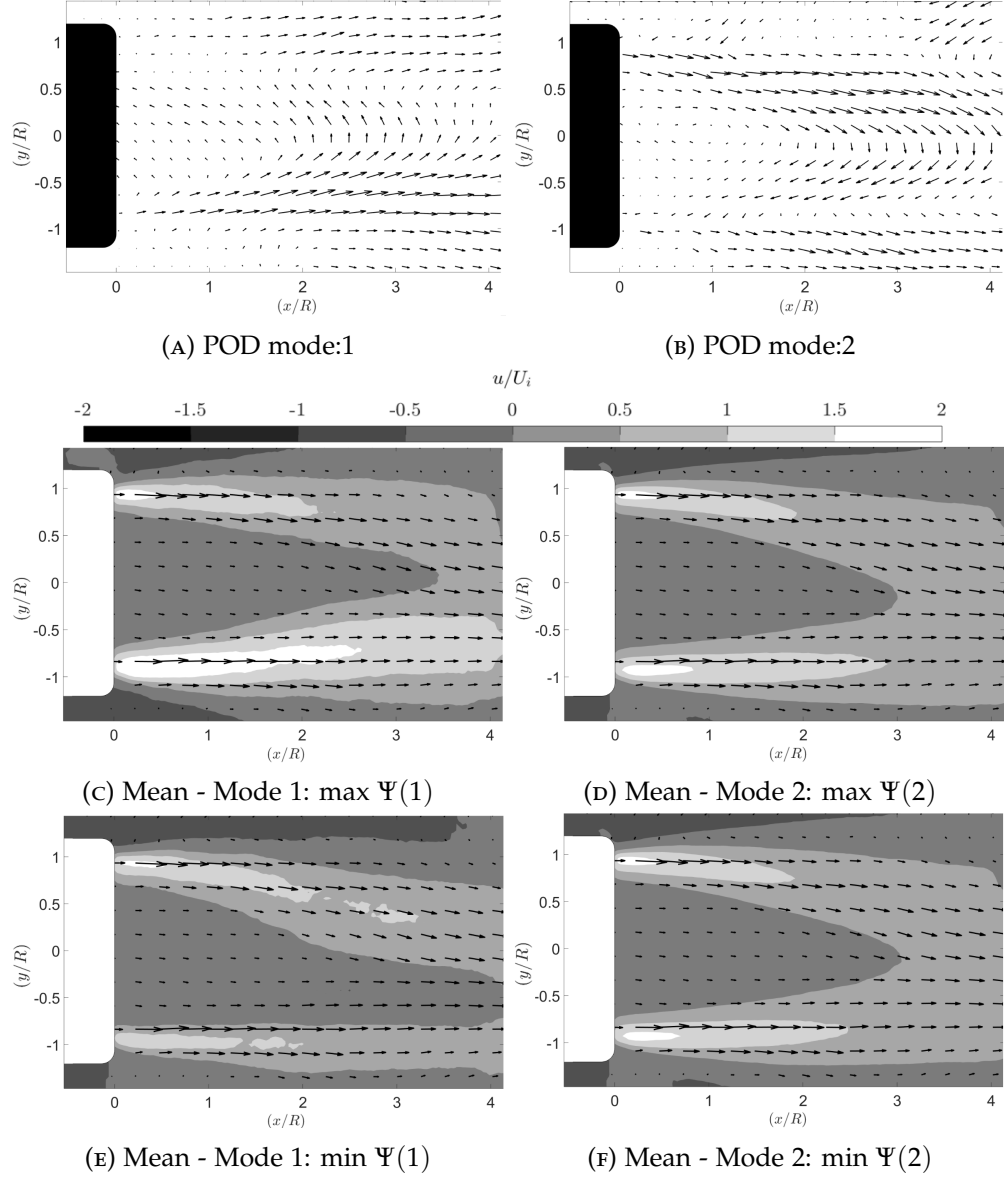 1
0.5
0
-0.5
-1
(y/R)
0 1 2 3 4
(x/R)
(A) POD mode:1
1
0.5
0
-0.5
-1
(y/R)
0 1 2 3 4
(x/R)
(B) POD mode:2
u/U_i
-2 -1.5 -1 -0.5 0 0.5 1 1.5 2
1
0.5
0
-0.5
-1
(y/R)
0 1 2 3 4
(x/R)
(C) Mean - Mode 1: max Ψ(1)
1
0.5
0
-0.5
-1
(y/R)
0 1 2 3 4
(x/R)
(D) Mean - Mode 2: max Ψ(2)
1
0.5
0
-0.5
-1
(y/R)
0 1 2 3 4
(x/R)
(E) Mean - Mode 1: min Ψ(1)
1
0.5
0
-0.5
-1
(y/R)
0 1 2 3 4
(x/R)
(F) Mean - Mode 2: min Ψ(2)